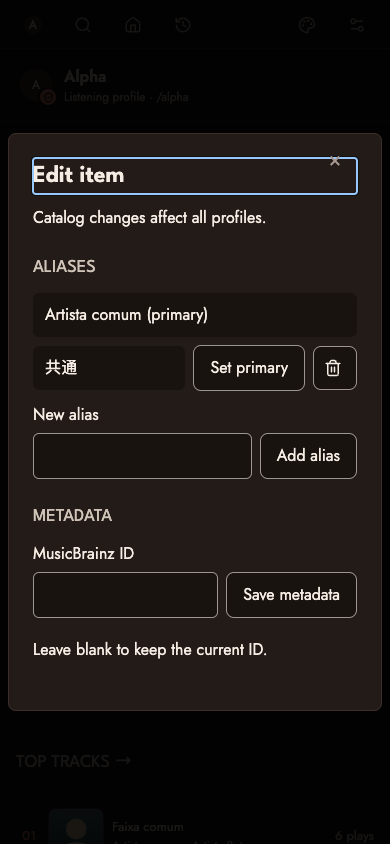 A
A
Alpha
Listening profile · /alpha
×
Edit item
Catalog changes affect all profiles.
ALIASES
Artista comum (primary)
共通
Set primary
New alias
Add alias
METADATA
MusicBrainz ID
Save metadata
Leave blank to keep the current ID.
TOP TRACKS →
01
Faixa comum
6 plays